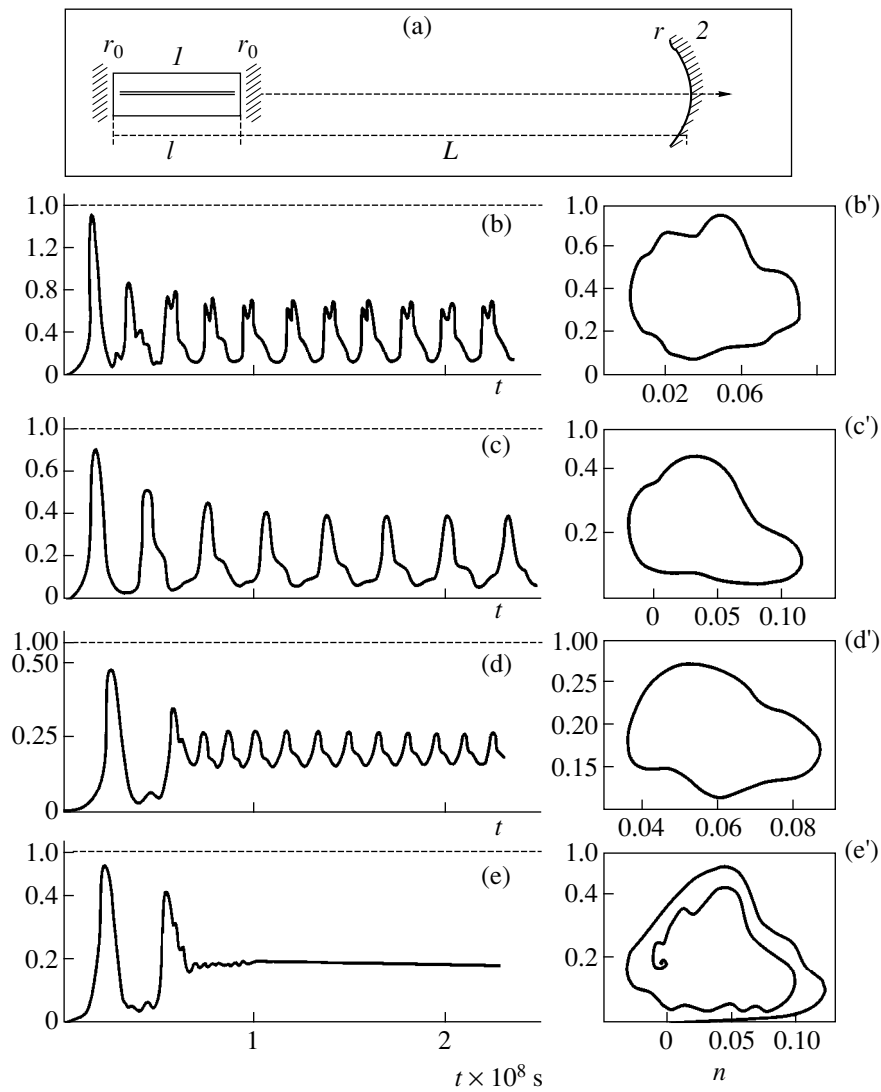 (a)
r0 1 r0 r 2
l L
1.0 (b) 1.0 (b')
1.2 0.6
0.8 0.4
0.4 0.2
0 t 0
0.02 0.06
1.0 (c) 1.0 (c')
0.6 0.4
0.4
0.2 0.2
0 t
0 0.05 0.10
1.00 (d) 1.00 (d')
0.50 0.25
0.25 0.20
0.15
0 t
0.04 0.06 0.08
1.0 (e) 1.0 (e')
0.4 0.4
0.2 0.2
0
1 2 0 0.05 0.10
t × 10^8 s n